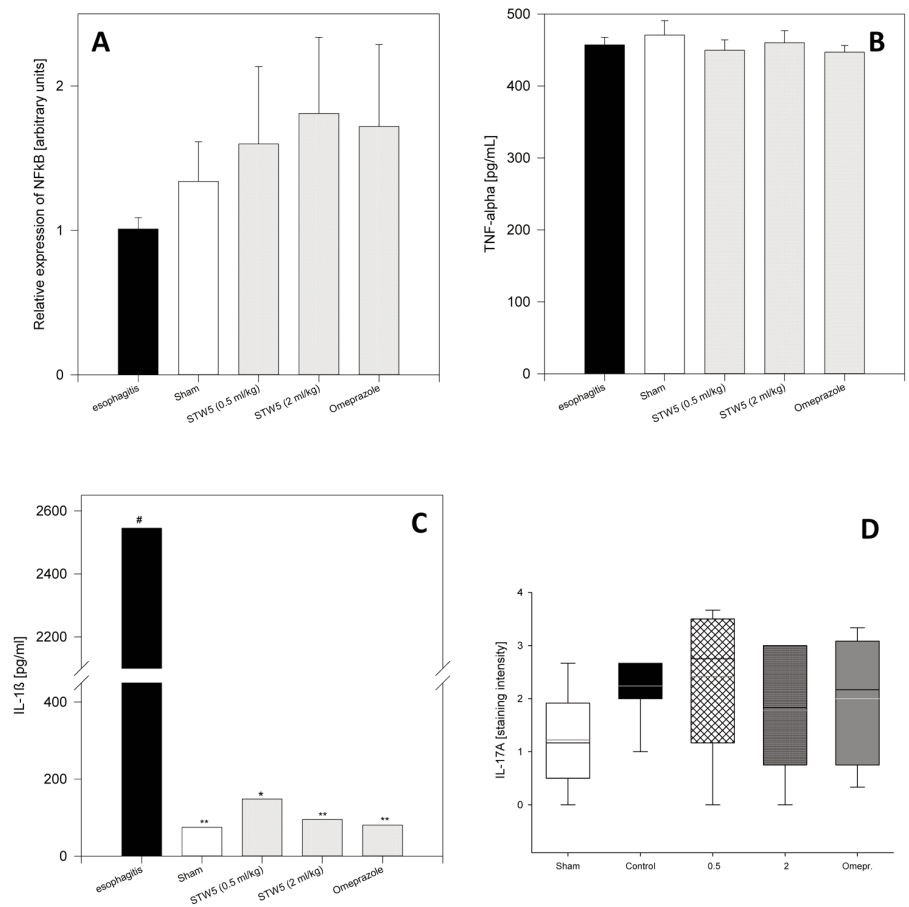 A
Relative expression of NFkB [arbitrary units]
2
1
0
esophagitis
Sham
STW5 (0.5 ml/kg)
STW5 (2 ml/kg)
Omeprazole
B
TNF-alpha [pg/mL]
500
450
400
350
300
250
esophagitis
Sham
STW5 (0.5 ml/kg)
STW5 (2 ml/kg)
Omeprazole
C
IL-1ß [pg/ml]
2600
2400
2200
400
200
0
#
**
*
**
**
esophagitis
Sham
STW5 (0.5 ml/kg)
STW5 (2 ml/kg)
Omeprazole
D
IL-17A [staining intensity]
4
3
2
1
0
Sham
Control
0.5
2
Omepr.